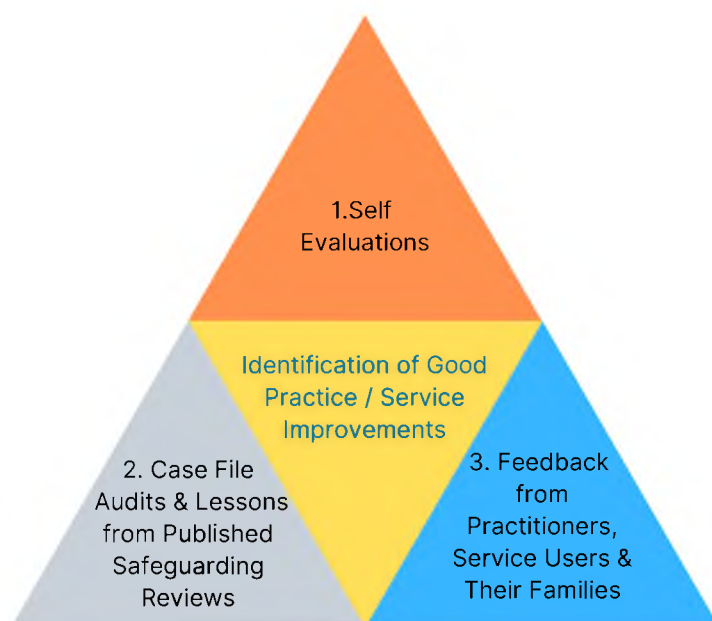 1.Self
Evaluations
Identification of Good
Practice / Service
Improvements
2. Case File
Audits & Lessons
from Published
Safeguarding
Reviews
3. Feedback
from
Practitioners,
Service Users &
Their Families